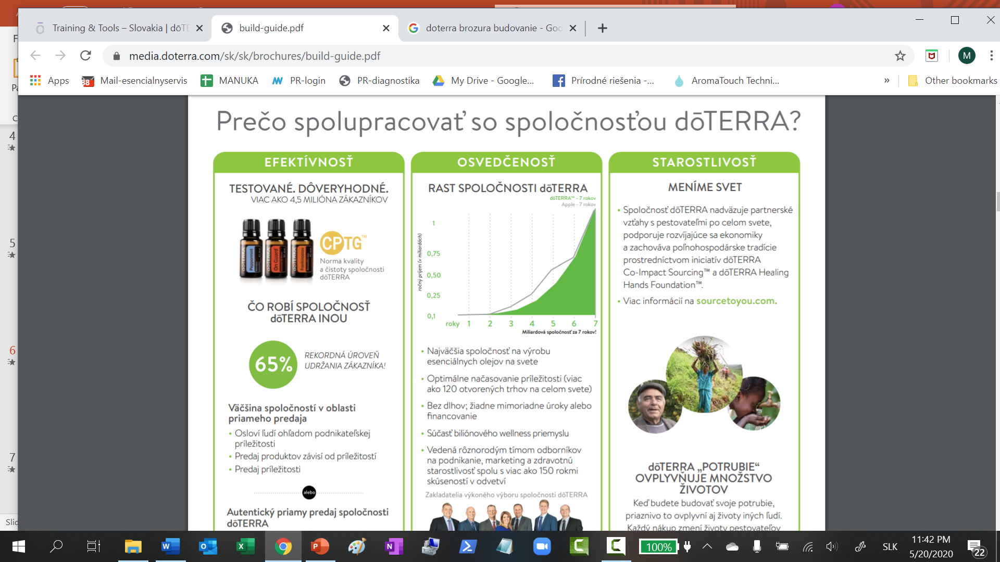 Training & Tools – Slovakia | dōTE
build-guide.pdf
doterra brozura budovanie - Goo
media.doterra.com/sk/sk/brochures/build-guide.pdf
M
Apps
Mail-esencialnyservis
MANUKA
PR-login
PR-diagnostika
My Drive - Google...
Prírodné riešenia -...
AromaTouch Techni...
»
Other bookmarks
4
5
6
7
Slid
Prečo spolupracovať so spoločnosťou dōTERRA?
EFEKTÍVNOSŤ
TESTOVANÉ. DÔVERYHODNÉ.
VIAC AKO 4,5 MILIÓNA ZÁKAZNÍKOV
dōTERRA
Peppermint
dōTERRA
On Guard
dōTERRA
Frankincense
CPTG™
Norma kvality
a čistoty spoločnosti
dōTERRA
ČO ROBÍ SPOLOČNOSŤ
dōTERRA INOU
65%
REKORDNÁ ÚROVEŇ
UDRŽANIA ZÁKAZNÍKA!
Väčšina spoločností v oblasti
priameho predaja
• Osloví ľudí ohľadom podnikateľskej
príležitosti
• Predaj produktov závisí od príležitostí
• Predaj príležitosti
alebo
Autentický priamy predaj spoločnosti
dōTERRA
OSVEDČENOSŤ
RAST SPOLOČNOSTI dōTERRA
dōTERRA™ - 7 rokov
Apple - 7 rokov
ročný príjem (v miliardách)
1
0,75
0,50
0,25
0,1
roky 1 2 3 4 5 6 7
Miliardová spoločnosť za 7 rokov!
• Najväčšia spoločnosť na výrobu
esenciálnych olejov na svete
• Optimálne načasovanie príležitosti (viac
ako 120 otvorených trhov na celom svete)
• Bez dlhov; žiadne mimoriadne úroky alebo
financovanie
• Súčasť biliónového wellness priemyslu
• Vedená rôznorodým tímom odborníkov
na podnikanie, marketing a zdravotnú
starostlivosť spolu s viac ako 150 rokmi
skúseností v odvetví
Zakladatelia výkoného výboru spoločnosti dōTERRA
STAROSTLIVOSŤ
MENÍME SVET
• Spoločnosť dōTERRA nadväzuje partnerské
vzťahy s pestovateľmi po celom svete,
podporuje rozvíjajúce sa ekonomiky
a zachováva poľnohospodárske tradície
prostredníctvom iniciatív dōTERRA
Co-Impact Sourcing™ a dōTERRA Healing
Hands Foundation™.
• Viac informácií na sourcetoyou.com.
dōTERRA „POTRUBIE“
OVPLYVŇUJE MNOŽSTVO
ŽIVOTOV
Keď budete budovať svoje potrubie,
priaznivo to ovplyvní aj životy iných ľudí.
Každý nákup zmení životy pestovateľov
100%
SLK
11:42 PM
5/20/2020
22